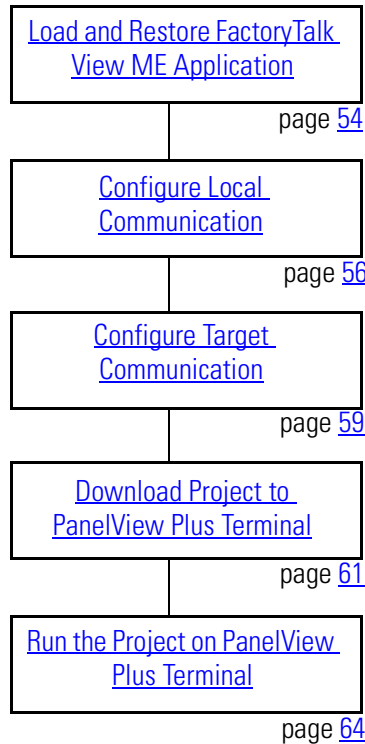 Load and Restore FactoryTalk
View ME Application
page 54
Configure Local
Communication
page 56
Configure Target
Communication
page 59
Download Project to
PanelView Plus Terminal
page 61
Run the Project on PanelView
Plus Terminal
page 64